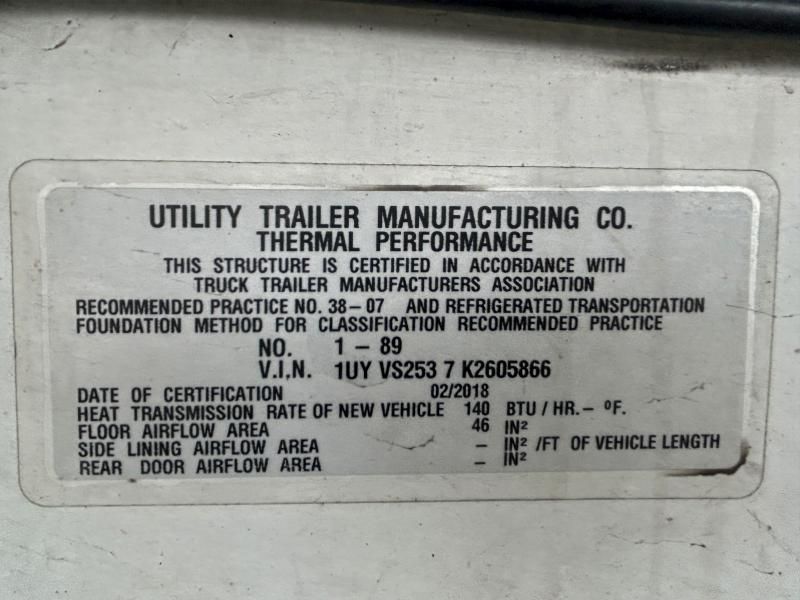 UTILITY TRAILER MANUFACTURING CO.
THERMAL PERFORMANCE
THIS STRUCTURE IS CERTIFIED IN ACCORDANCE WITH
TRUCK TRAILER MANUFACTURERS ASSOCIATION
RECOMMENDED PRACTICE NO. 38-07 AND REFRIGERATED TRANSPORTATION
FOUNDATION METHOD FOR CLASSIFICATION RECOMMENDED PRACTICE
NO. 1 - 89
V.I.N. 1UY VS253 7 K2605866
DATE OF CERTIFICATION 02/2018
HEAT TRANSMISSION RATE OF NEW VEHICLE 140 BTU / HR.- ºF.
FLOOR AIRFLOW AREA 46 IN²
SIDE LINING AIRFLOW AREA - IN² /FT OF VEHICLE LENGTH
REAR DOOR AIRFLOW AREA - IN²